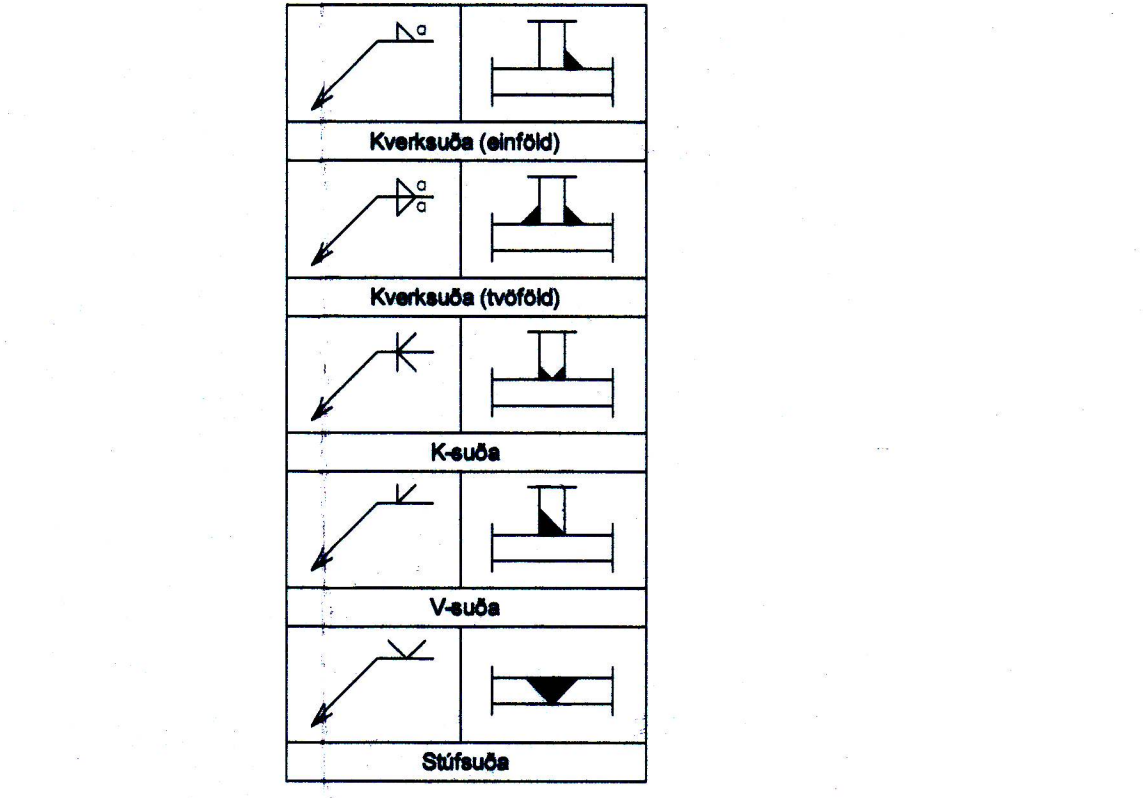 a
Kverksuða (einföld)
a
a
Kverksuða (tvöföld)
K-suða
V-suða
Stúfsuða